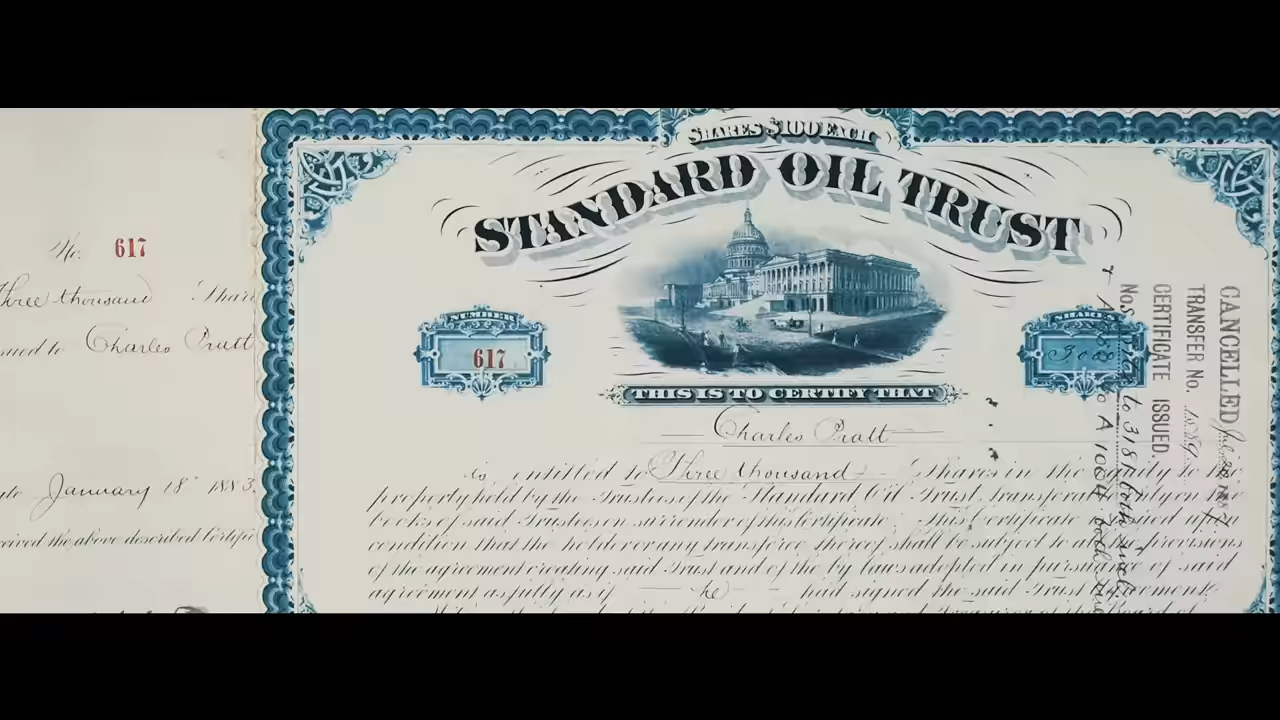 No. 617
Three thousand Shar
sued to Charles Pratt
January 18 1883
ceived the above described Certific
SHARES $100 EACH
STANDARD OIL TRUST
NUMBER
617
SHARES
THIS IS TO CERTIFY THAT
Charles Pratt
is entitled to Three thousand Shares in the equity to the
property held by the Trustees of the Standard Oil Trust, transferable only on the
books of said Trustees on surrender of this Certificate. This Certificate is issued upon
condition that the holder or any transferee thereof shall be subject to all the provisions
of the agreement creating said Trust and of the by laws adopted in pursuance of said
agreement as fully as if he had signed the said Trust agreement.
CANCELLED
TRANSFER No.
CERTIFICATE ISSUED.
Nos.